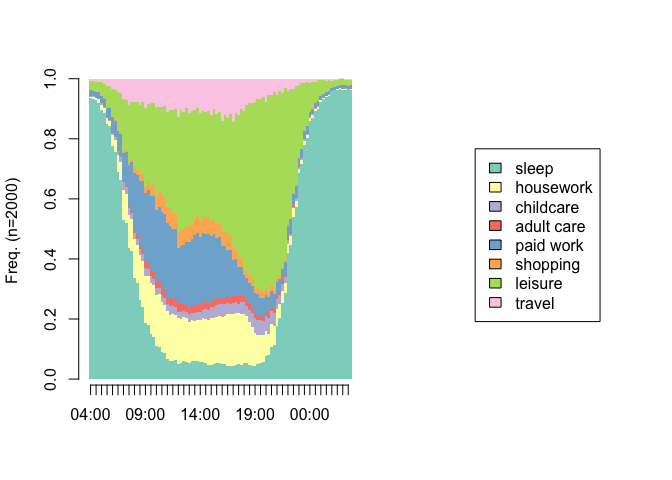 Freq. (n=2000)
1.0
0.8
0.6
0.4
0.2
0.0
04:00 09:00 14:00 19:00 00:00
sleep
housework
childcare
adult care
paid work
shopping
leisure
travel